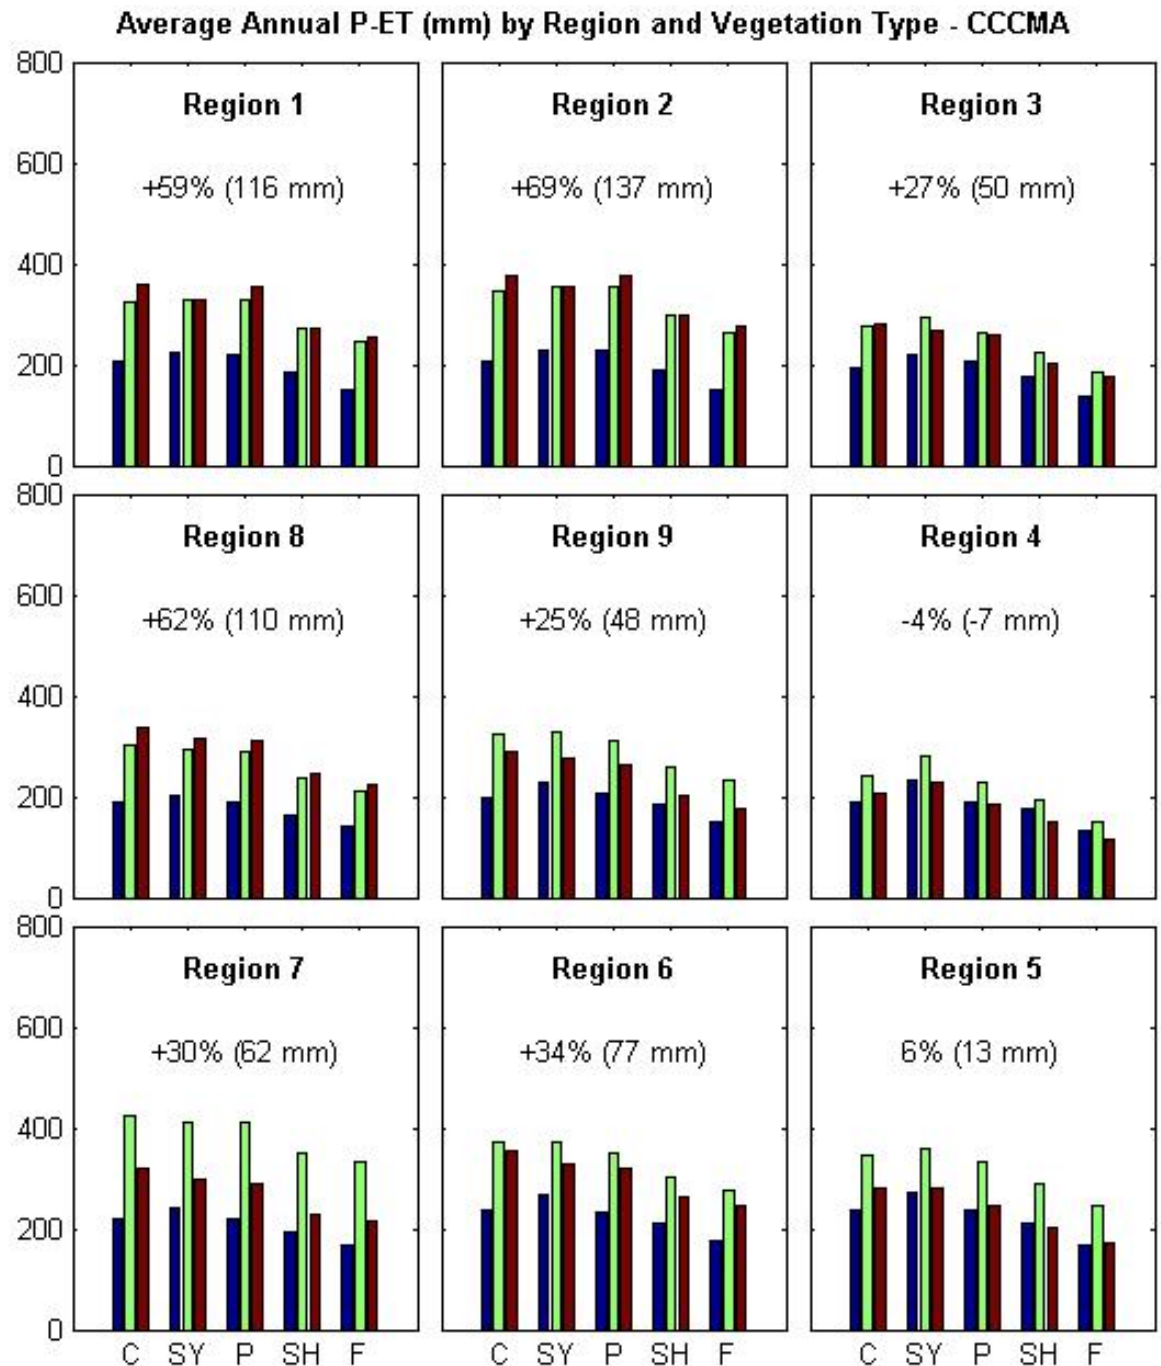 Average Annual P-ET (mm) by Region and Vegetation Type - CCCMA
800
600
400
200
0
Region 1
+59% (116 mm)
Region 2
+69% (137 mm)
Region 3
+27% (50 mm)
800
600
400
200
0
Region 8
+62% (110 mm)
Region 9
+25% (48 mm)
Region 4
-4% (-7 mm)
800
600
400
200
0
Region 7
+30% (62 mm)
Region 6
+34% (77 mm)
Region 5
6% (13 mm)
C SY P SH F
C SY P SH F
C SY P SH F